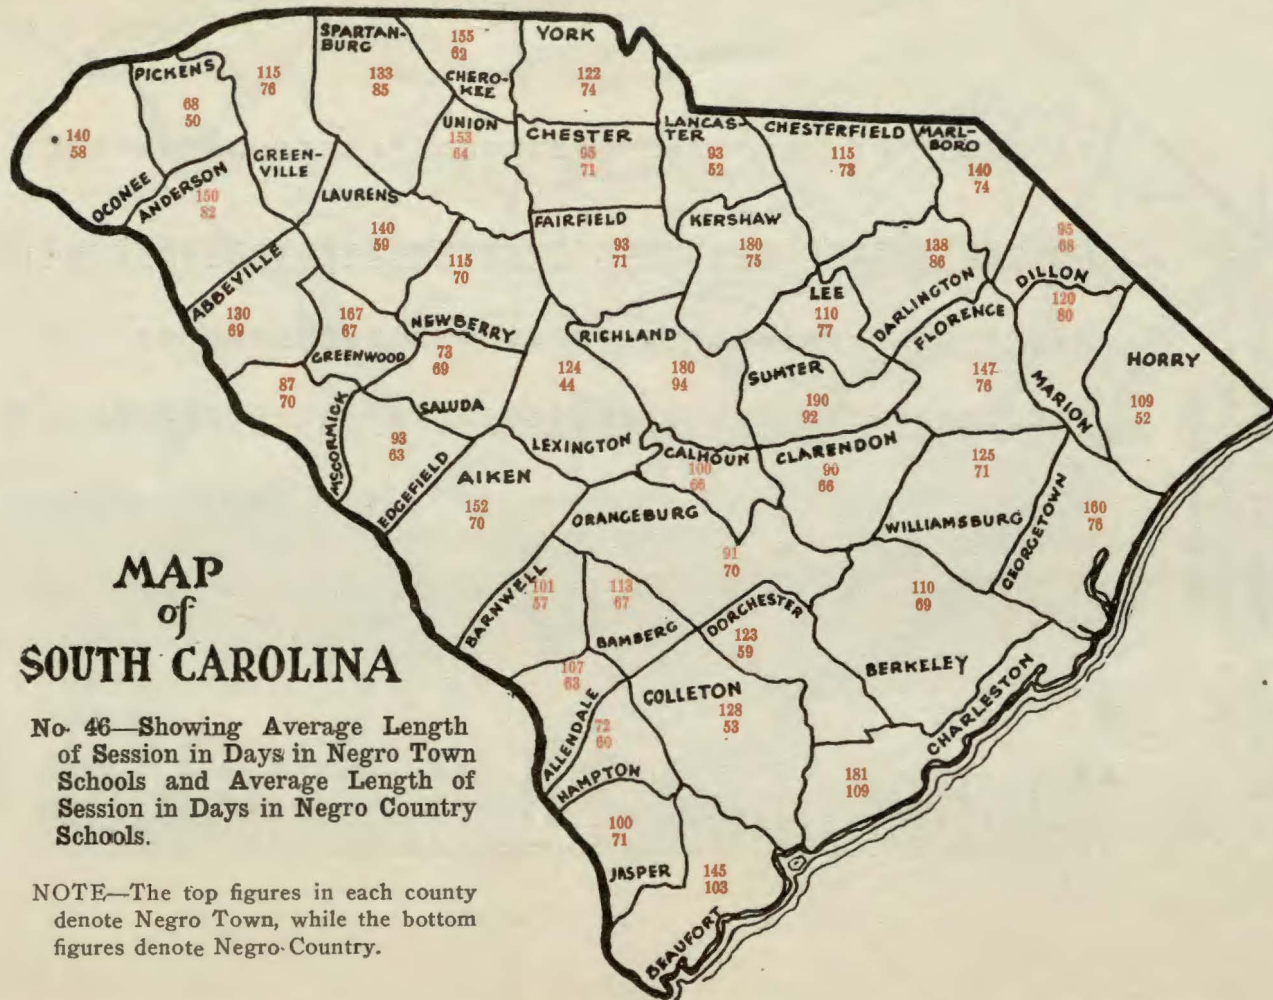 SPARTAN-
BURG
133
85
155
62
CHERO-
KEE
YORK
122
74
PICKENS
68
50
115
76
GREEN-
VILLE
140
58
OCONEE
ANDERSON
150
82
UNION
153
64
CHESTER
95
71
LANCAS-
TER
93
52
CHESTERFIELD
115
78
MARL-
BORO
140
74
LAURENS
140
59
FAIRFIELD
93
71
KERSHAW
180
75
138
86
DARLINGTON
95
68
DILLON
ABBEVILLE
130
69
167
67
GREENWOOD
115
70
NEWBERRY
LEE
110
77
FLORENCE
147
76
120
80
MARION
HORRY
109
52
87
70
MSCORMICK
73
69
SALUDA
124
44
LEXINGTON
RICHLAND
180
94
SUMTER
190
92
93
63
EDGEFIELD
AIKEN
152
70
CALHOUN
100
66
CLARENDON
90
66
125
71
WILLIAMSBURG
GEORGETOWN
160
76
ORANGEBURG
91
70
BARNWELL
101
57
113
67
BAMBERG
DORCHESTER
123
59
110
69
BERKELEY
107
63
ALLENDALE
COLLETON
128
53
CHARLESTON
181
109
72
60
HAMPTON
100
71
JASPER
145
103
BEAUFORT
MAP
of
SOUTH CAROLINA
No. 46—Showing Average Length
of Session in Days in Negro Town
Schools and Average Length of
Session in Days in Negro Country
Schools.
NOTE—The top figures in each county
denote Negro Town, while the bottom
figures denote Negro Country.